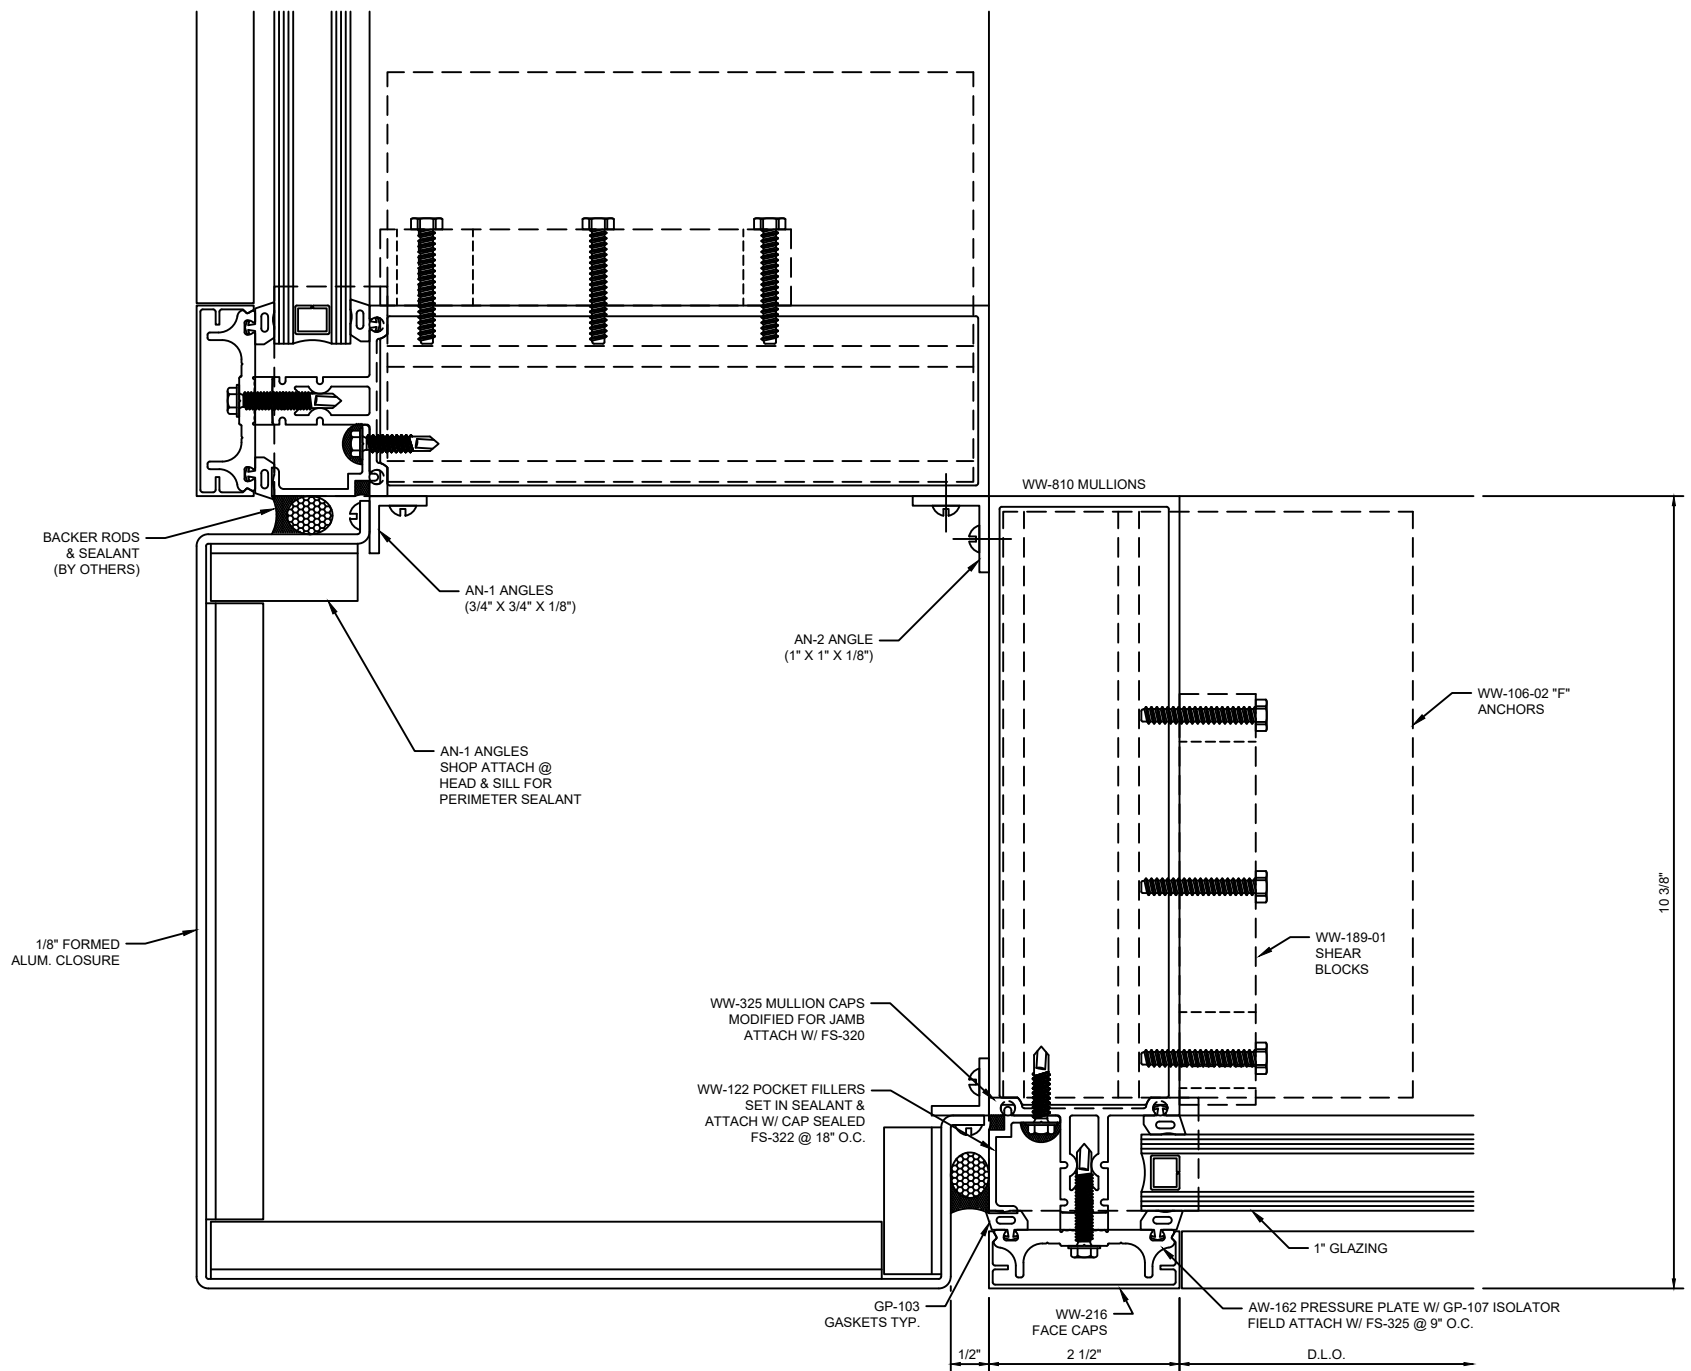 WW-810 MULLIONS
BACKER RODS
& SEALANT
(BY OTHERS)
AN-1 ANGLES
(3/4" X 3/4" X 1/8")
AN-2 ANGLE
(1" X 1" X 1/8")
WW-106-02 "F"
ANCHORS
AN-1 ANGLES
SHOP ATTACH @
HEAD & SILL FOR
PERIMETER SEALANT
10 3/8"
1/8" FORMED
ALUM. CLOSURE
WW-189-01
SHEAR
BLOCKS
WW-325 MULLION CAPS
MODIFIED FOR JAMB
ATTACH W/ FS-320
WW-122 POCKET FILLERS
SET IN SEALANT &
ATTACH W/ CAP SEALED
FS-322 @ 18" O.C.
1" GLAZING
GP-103
GASKETS TYP.
WW-216
FACE CAPS
AW-162 PRESSURE PLATE W/ GP-107 ISOLATOR
FIELD ATTACH W/ FS-325 @ 9" O.C.
1/2"
2 1/2"
D.L.O.